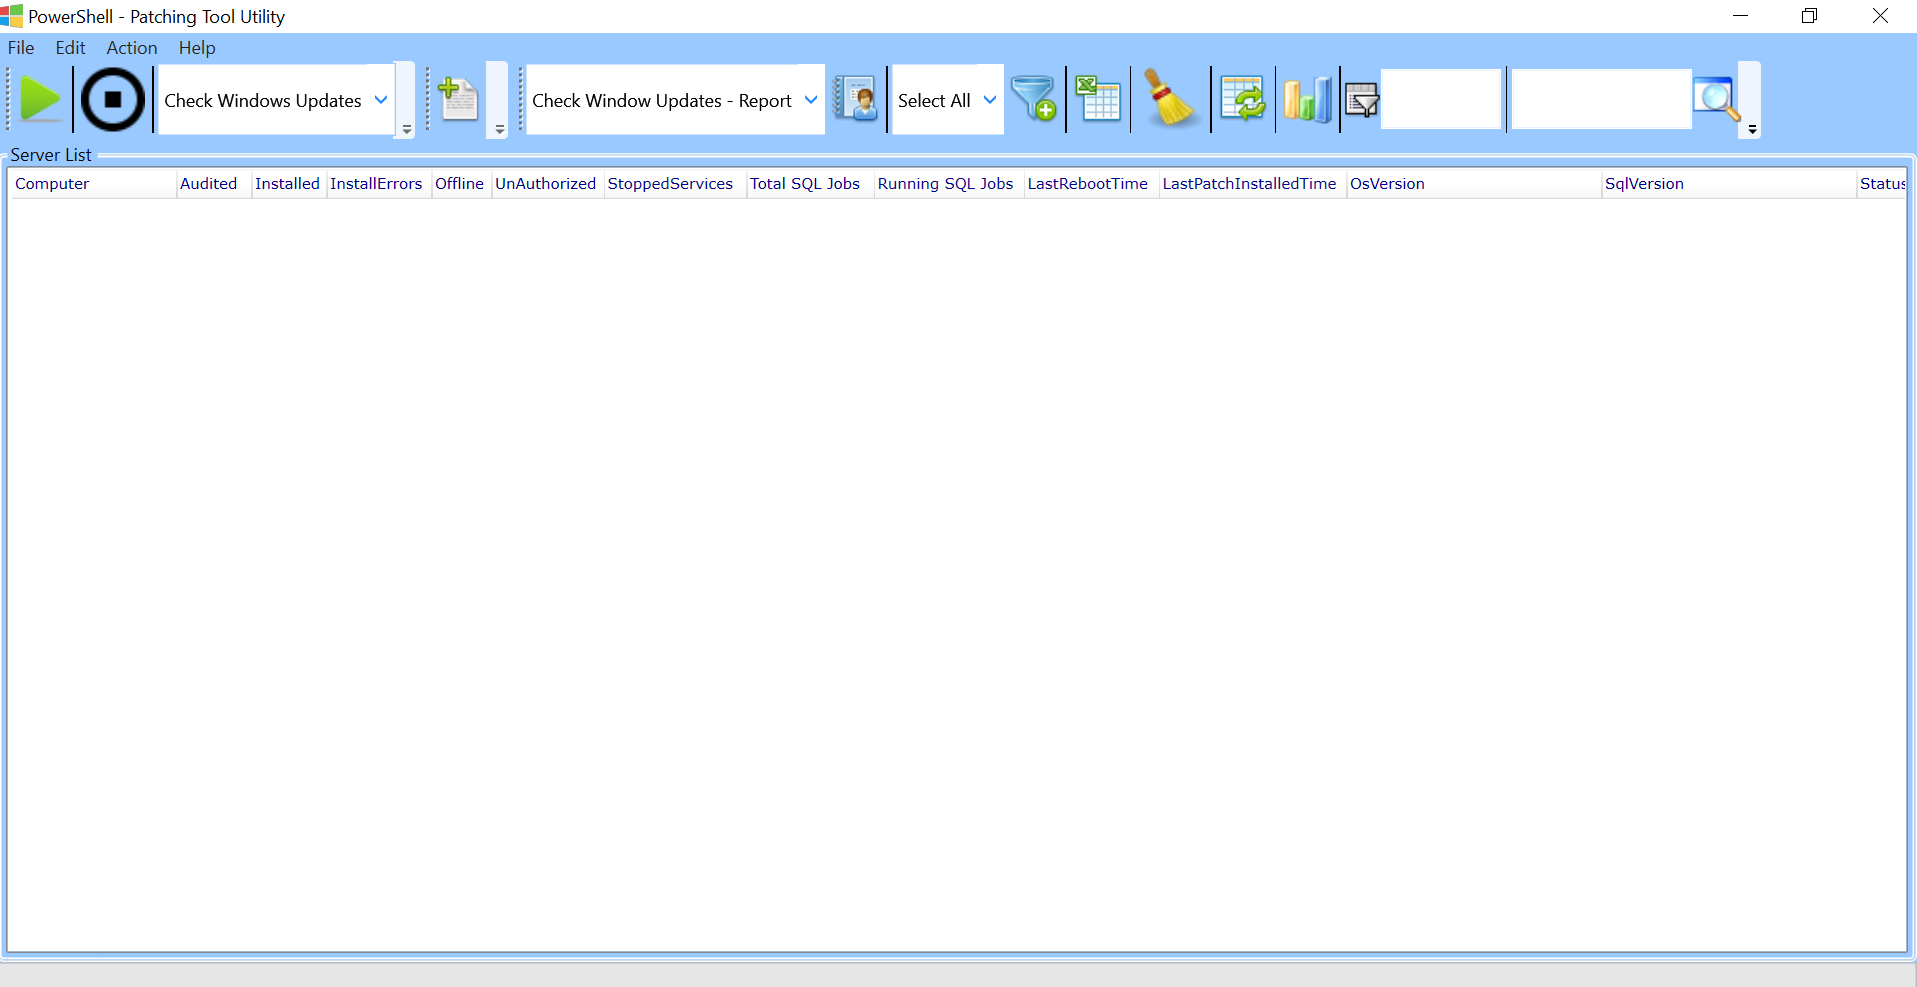 PowerShell - Patching Tool Utility
File Edit Action Help
Check Windows Updates Check Window Updates - Report Select All
Server List
Computer Audited Installed InstallErrors Offline UnAuthorized StoppedServices Total SQL Jobs Running SQL Jobs LastRebootTime LastPatchInstalledTime OsVersion SqlVersion Status